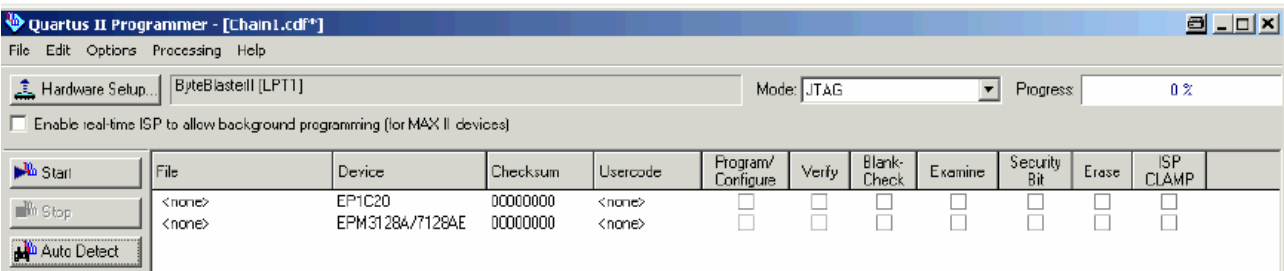 Quartus II Programmer - [Chain1.cdf*]
File Edit Options Processing Help
Hardware Setup... ByteBlasterII [LPT1] Mode: JTAG Progress: 0 %
Enable real-time ISP to allow background programming (for MAX II devices)
Start File Device Checksum Usercode Program/ Configure Verify Blank- Check Examine Security Bit Erase ISP CLAMP
<none> EP1C20 00000000 <none>
Stop
<none> EPM3128A/7128AE 00000000 <none>
Auto Detect